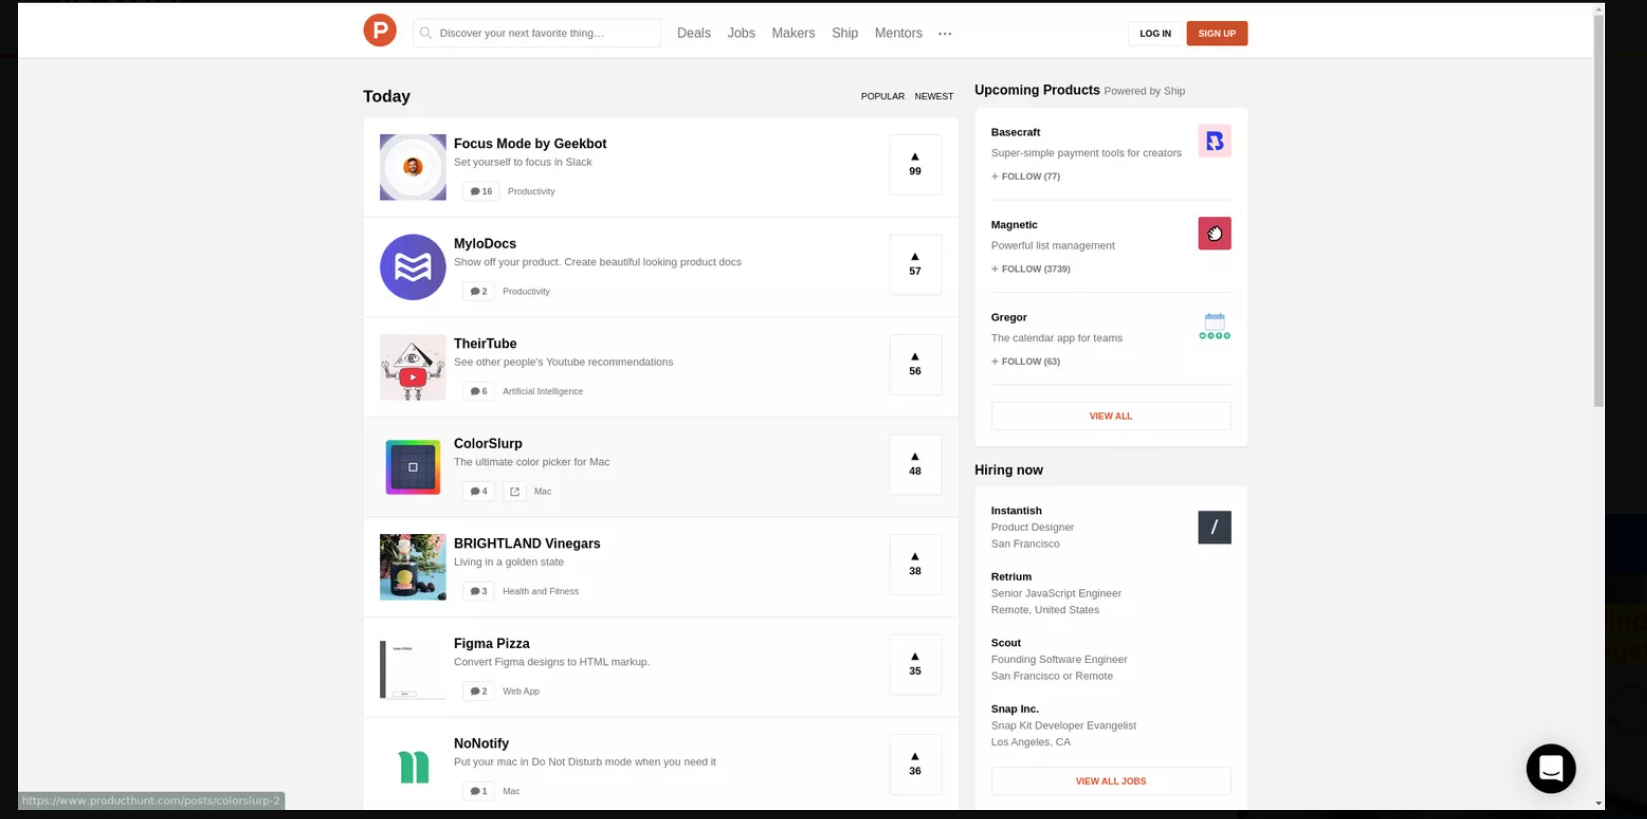 P
Discover your next favorite thing...
Deals Jobs Makers Ship Mentors ...
LOG IN
SIGN UP
Today
POPULAR NEWEST
Focus Mode by Geekbot
Set yourself to focus in Slack
16 Productivity
99
MyloDocs
Show off your product. Create beautiful looking product docs
2 Productivity
57
TheirTube
See other people's Youtube recommendations
6 Artificial Intelligence
56
ColorSlurp
The ultimate color picker for Mac
4 Mac
48
BRIGHTLAND Vinegars
Living in a golden state
3 Health and Fitness
38
Figma Pizza
Convert Figma designs to HTML markup.
2 Web App
35
NoNotify
Put your mac in Do Not Disturb mode when you need it
1 Mac
36
Upcoming Products Powered by Ship
Basecraft
Super-simple payment tools for creators
+ FOLLOW (77)
Magnetic
Powerful list management
+ FOLLOW (3739)
Gregor
The calendar app for teams
+ FOLLOW (63)
VIEW ALL
Hiring now
Instantish
Product Designer
San Francisco
/
Retrium
Senior JavaScript Engineer
Remote, United States
Scout
Founding Software Engineer
San Francisco or Remote
Snap Inc.
Snap Kit Developer Evangelist
Los Angeles, CA
VIEW ALL JOBS
https://www.producthunt.com/posts/colorslurp-2